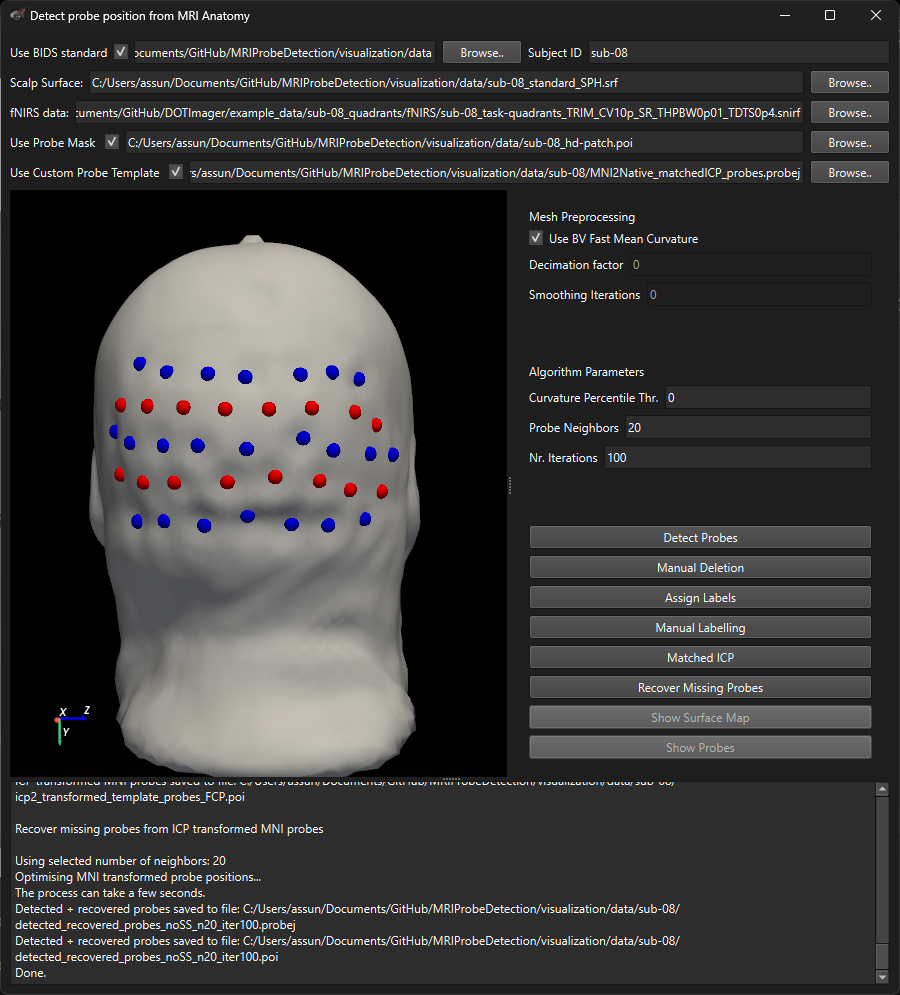 Detect probe position from MRI Anatomy
Use BIDS standard ocuments/GitHub/MRIProbeDetection/visualization/data Browse.. Subject ID sub-08
Scalp Surface: C:/Users/assun/Documents/GitHub/MRIProbeDetection/visualization/data/sub-08_standard_SPH.srf Browse..
fNIRS data: :uments/GitHub/DOTImager/example_data/sub-08_quadrants/fNIRS/sub-08_task-quadrants_TRIM_CV10p_SR_THPBW0p01_TDTS0p4.snirf Browse..
Use Probe Mask C:/Users/assun/Documents/GitHub/MRIProbeDetection/visualization/data/sub-08_hd-patch.poi Browse..
Use Custom Probe Template rs/assun/Documents/GitHub/MRIProbeDetection/visualization/data/sub-08/MNI2Native_matchedICP_probes.probej Browse..
Mesh Preprocessing
Use BV Fast Mean Curvature
Decimation factor 0
Smoothing Iterations 0
Algorithm Parameters
Curvature Percentile Thr. 0
Probe Neighbors 20
Nr. Iterations 100
Detect Probes
Manual Deletion
Assign Labels
Manual Labelling
Matched ICP
Recover Missing Probes
Show Surface Map
Show Probes
X Z
Y
ICP transformed MNI probes saved to file: C:/Users/assun/Documents/GitHub/MRIProbeDetection/visualization/data/sub-08/
icp2_transformed_template_probes_FCP.poi
Recover missing probes from ICP transformed MNI probes
Using selected number of neighbors: 20
Optimising MNI transformed probe positions...
The process can take a few seconds.
Detected + recovered probes saved to file: C:/Users/assun/Documents/GitHub/MRIProbeDetection/visualization/data/sub-08/
detected_recovered_probes_noSS_n20_iter100.probej
Detected + recovered probes saved to file: C:/Users/assun/Documents/GitHub/MRIProbeDetection/visualization/data/sub-08/
detected_recovered_probes_noSS_n20_iter100.poi
Done.